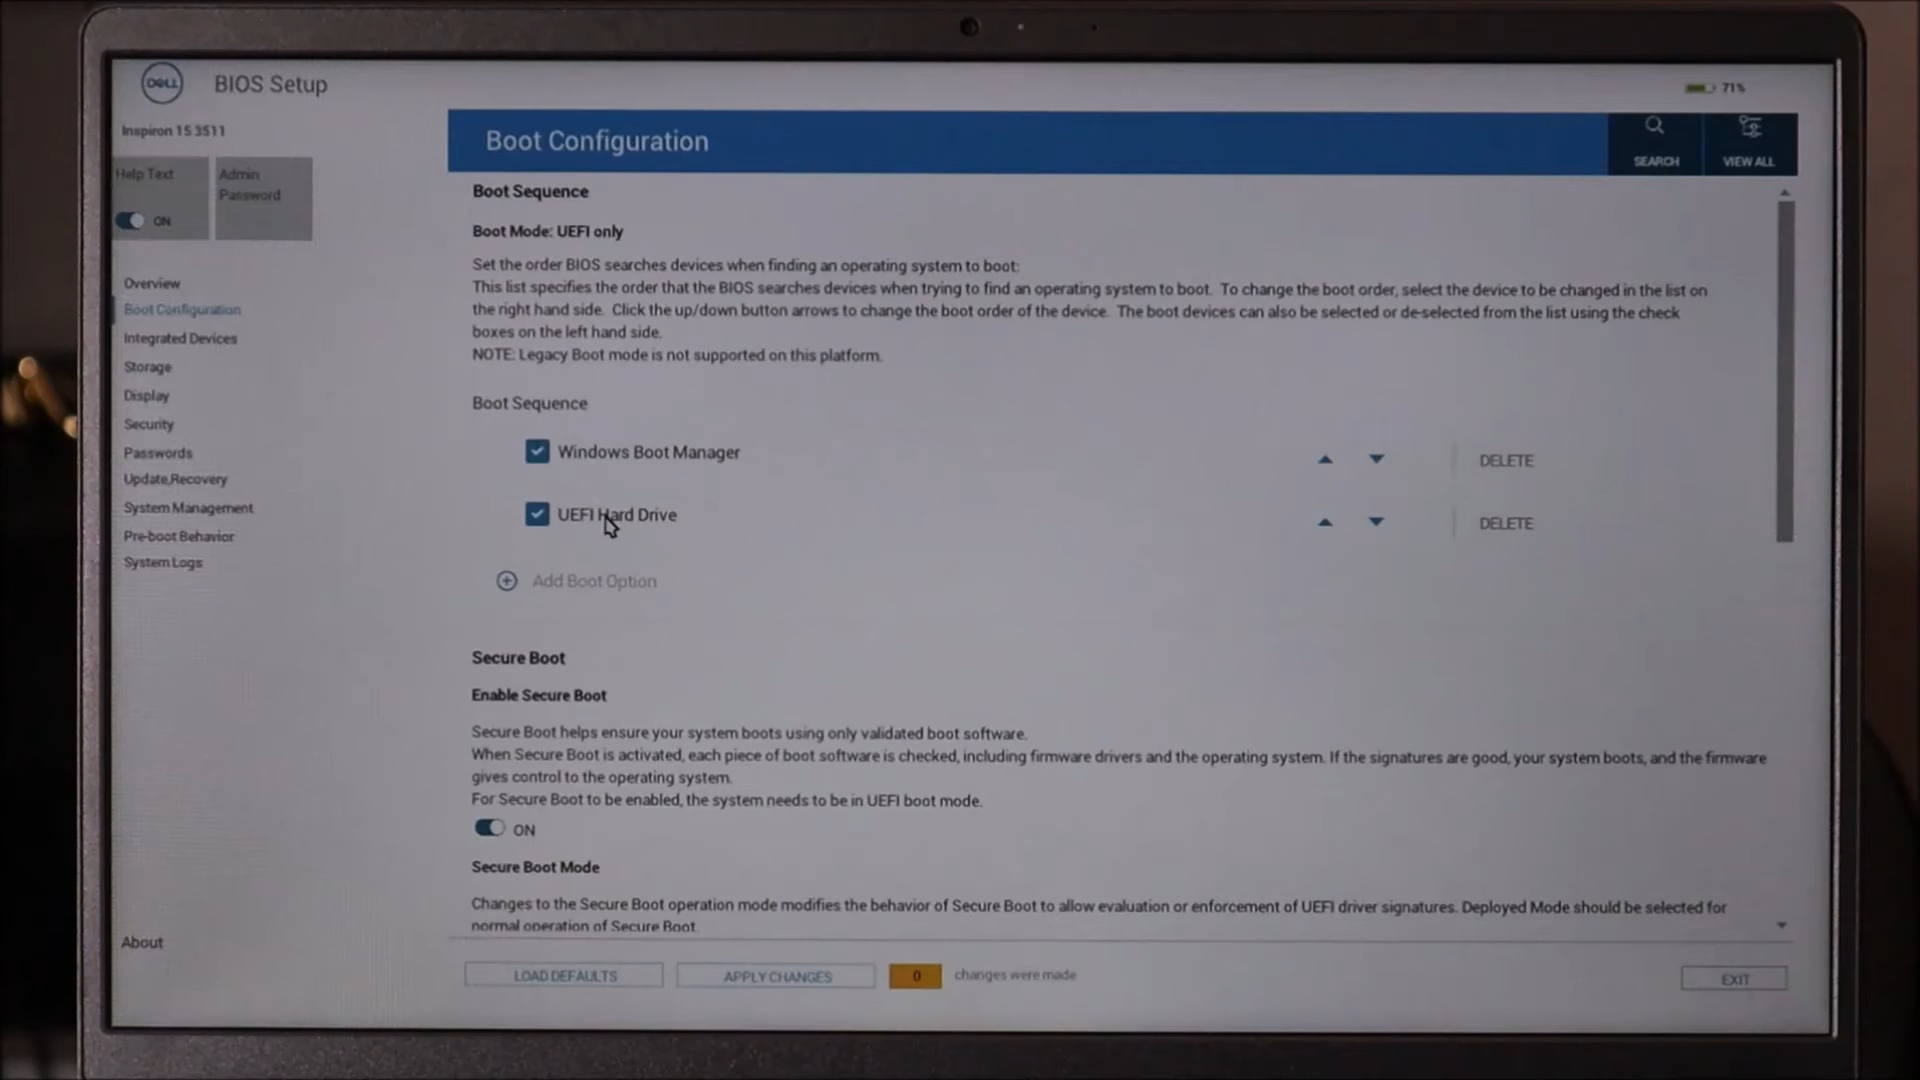 DELL
BIOS Setup
71%
Inspiron 15 3511
Help Text
ON
Admin
Password
Overview
Boot Configuration
Integrated Devices
Storage
Display
Security
Passwords
Update,Recovery
System Management
Pre-boot Behavior
System Logs
About
Boot Configuration
SEARCH
VIEW ALL
Boot Sequence
Boot Mode: UEFI only
Set the order BIOS searches devices when finding an operating system to boot:
This list specifies the order that the BIOS searches devices when trying to find an operating system to boot. To change the boot order, select the device to be changed in the list on
the right hand side. Click the up/down button arrows to change the boot order of the device. The boot devices can also be selected or de-selected from the list using the check
boxes on the left hand side.
NOTE: Legacy Boot mode is not supported on this platform.
Boot Sequence
Windows Boot Manager
DELETE
UEFI Hard Drive
DELETE
Add Boot Option
Secure Boot
Enable Secure Boot
Secure Boot helps ensure your system boots using only validated boot software.
When Secure Boot is activated, each piece of boot software is checked, including firmware drivers and the operating system. If the signatures are good, your system boots, and the firmware
gives control to the operating system.
For Secure Boot to be enabled, the system needs to be in UEFI boot mode.
ON
Secure Boot Mode
Changes to the Secure Boot operation mode modifies the behavior of Secure Boot to allow evaluation or enforcement of UEFI driver signatures. Deployed Mode should be selected for
normal operation of Secure Boot.
LOAD DEFAULTS
APPLY CHANGES
0
changes were made
EXIT